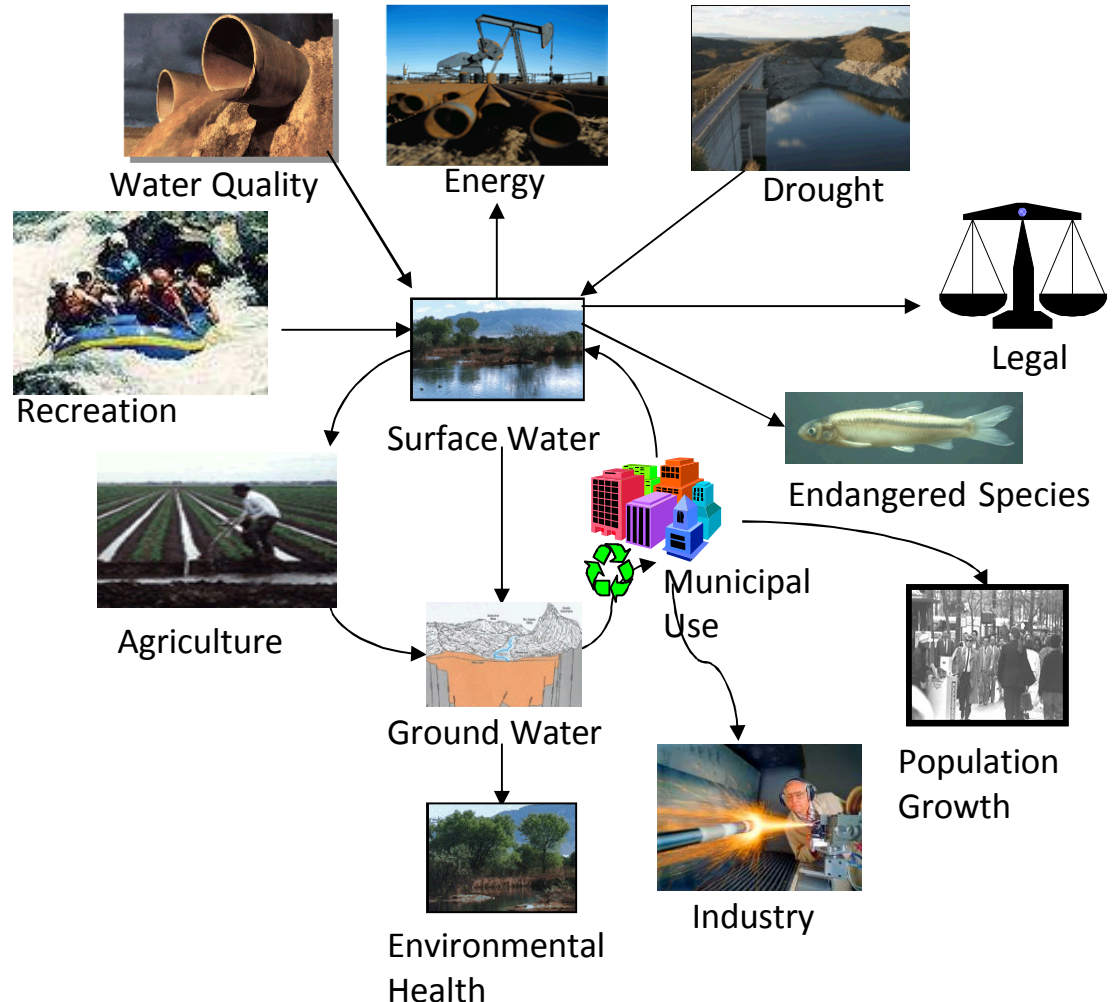 Water Quality
Energy
Drought
Recreation
Legal
Surface Water
Endangered Species
Agriculture
Municipal
Use
Ground Water
Population
Growth
Industry
Environmental
Health